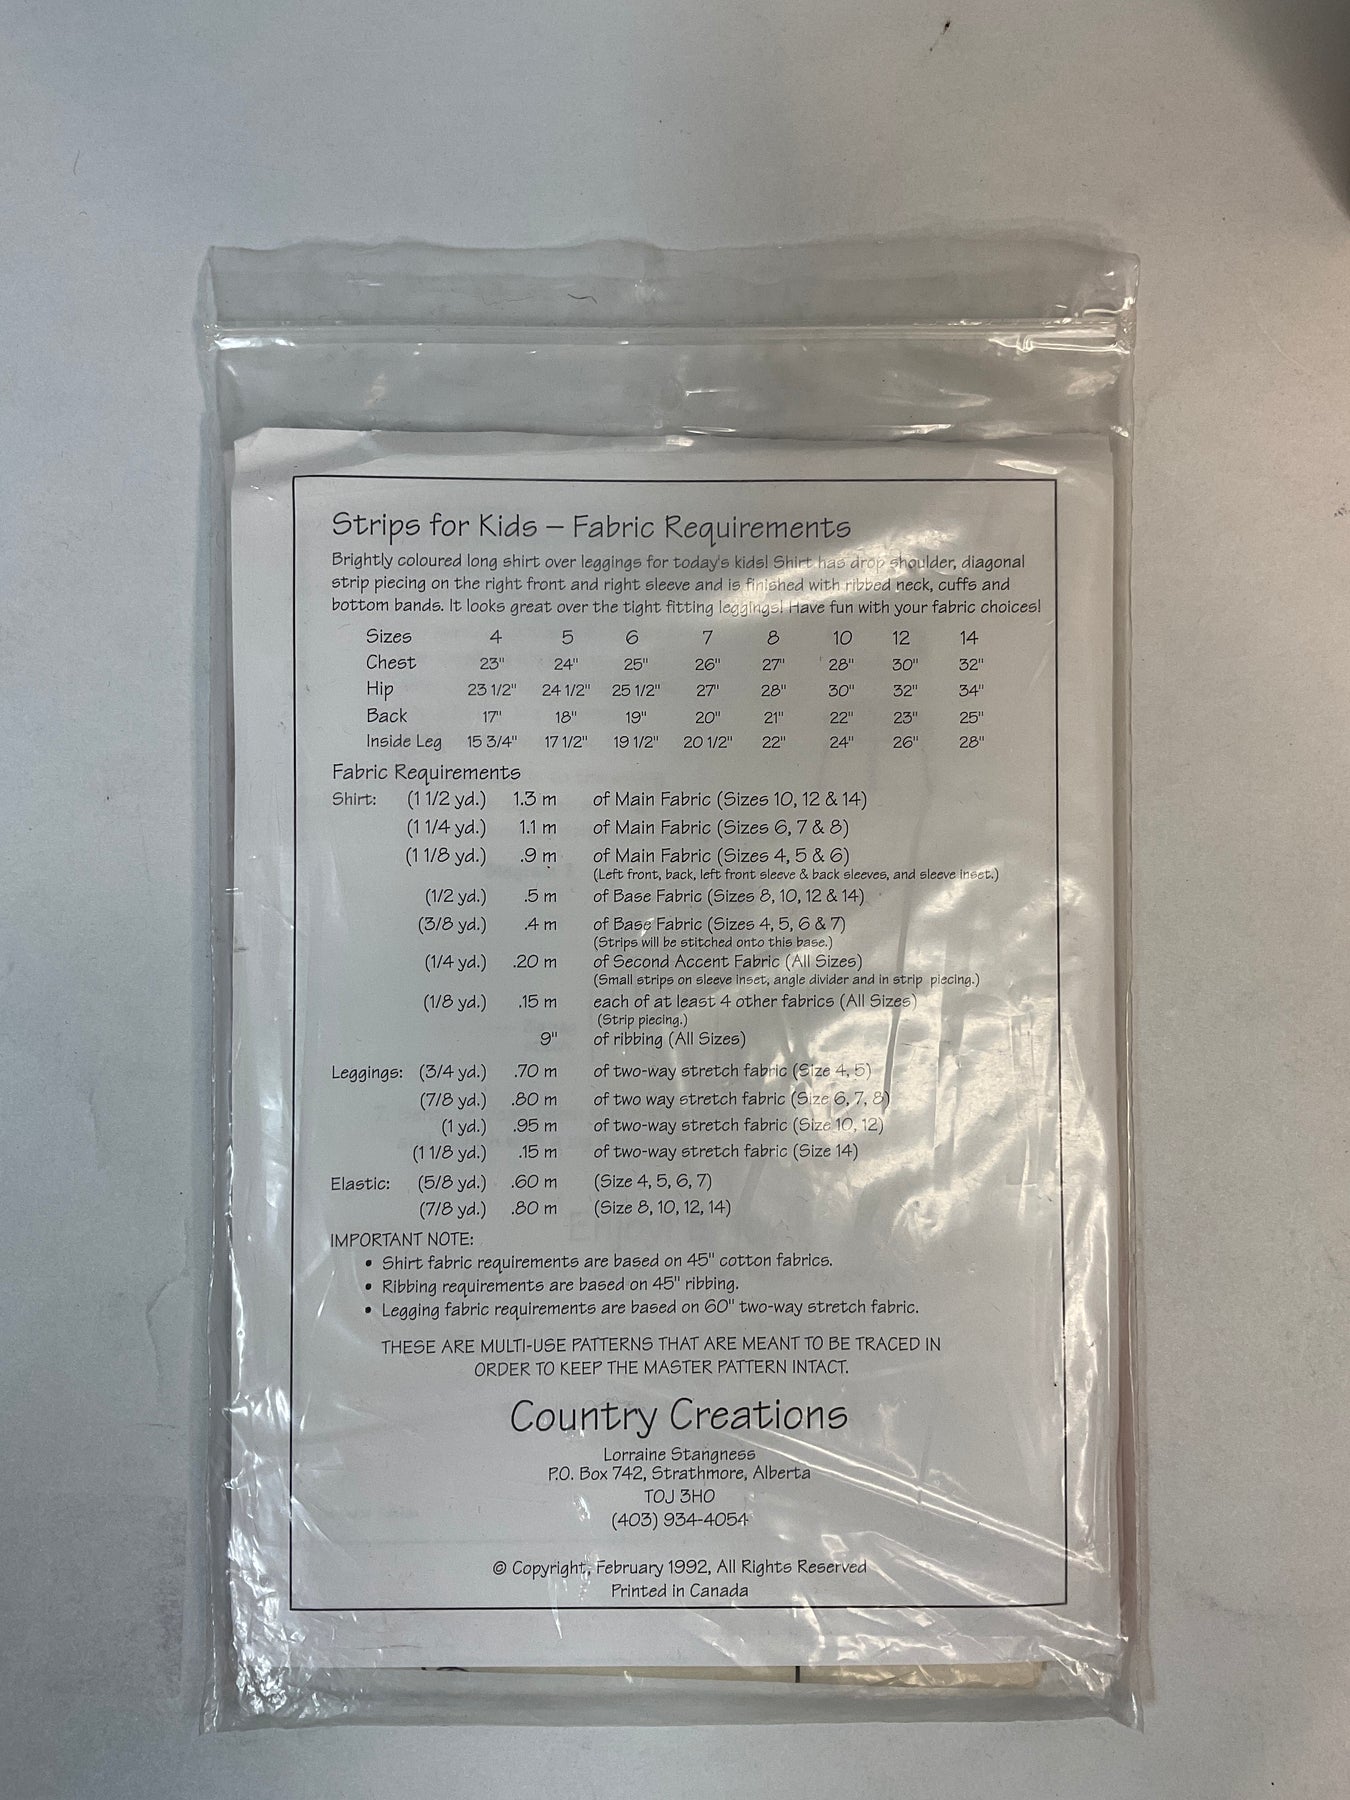 Strips for Kids – Fabric Requirements
Brightly coloured long shirt over leggings for today's kids! Shirt has drop shoulder, diagonal
strip piecing on the right front and right sleeve and is finished with ribbed neck, cuffs and
bottom bands. It looks great over the tight fitting leggings! Have fun with your fabric choices!
Sizes 4 5 6 7 8 10 12 14
Chest 23" 24" 25" 26" 27" 28" 30" 32"
Hip 23 1/2" 24 1/2" 25 1/2" 27" 28" 30" 32" 34"
Back 17" 18" 19" 20" 21" 22" 23" 25"
Inside Leg 15 3/4" 17 1/2" 19 1/2" 20 1/2" 22" 24" 26" 28"
Fabric Requirements
Shirt: (1 1/2 yd.) 1.3 m of Main Fabric (Sizes 10, 12 & 14)
(1 1/4 yd.) 1.1 m of Main Fabric (Sizes 6, 7 & 8)
(1 1/8 yd.) .9 m of Main Fabric (Sizes 4, 5 & 6)
(Left front, back, left front sleeve & back sleeves, and sleeve inset.)
(1/2 yd.) .5 m of Base Fabric (Sizes 8, 10, 12 & 14)
(3/8 yd.) .4 m of Base Fabric (Sizes 4, 5, 6 & 7)
(Strips will be stitched onto this base.)
(1/4 yd.) .20 m of Second Accent Fabric (All Sizes)
(Small strips on sleeve inset, angle divider and in strip piecing.)
(1/8 yd.) .15 m each of at least 4 other fabrics (All Sizes)
(Strip piecing.)
9" of ribbing (All Sizes)
Leggings: (3/4 yd.) .70 m of two-way stretch fabric (Size 4, 5)
(7/8 yd.) .80 m of two way stretch fabric (Size 6, 7, 8)
(1 yd.) .95 m of two-way stretch fabric (Size 10, 12)
(1 1/8 yd.) .15 m of two-way stretch fabric (Size 14)
Elastic: (5/8 yd.) .60 m (Size 4, 5, 6, 7)
(7/8 yd.) .80 m (Size 8, 10, 12, 14)
IMPORTANT NOTE:
• Shirt fabric requirements are based on 45" cotton fabrics.
• Ribbing requirements are based on 45" ribbing.
• Legging fabric requirements are based on 60" two-way stretch fabric.
THESE ARE MULTI-USE PATTERNS THAT ARE MEANT TO BE TRACED IN
ORDER TO KEEP THE MASTER PATTERN INTACT.
Country Creations
Lorraine Stangness
P.O. Box 742, Strathmore, Alberta
T0J 3H0
(403) 934-4054
© Copyright, February 1992, All Rights Reserved
Printed in Canada